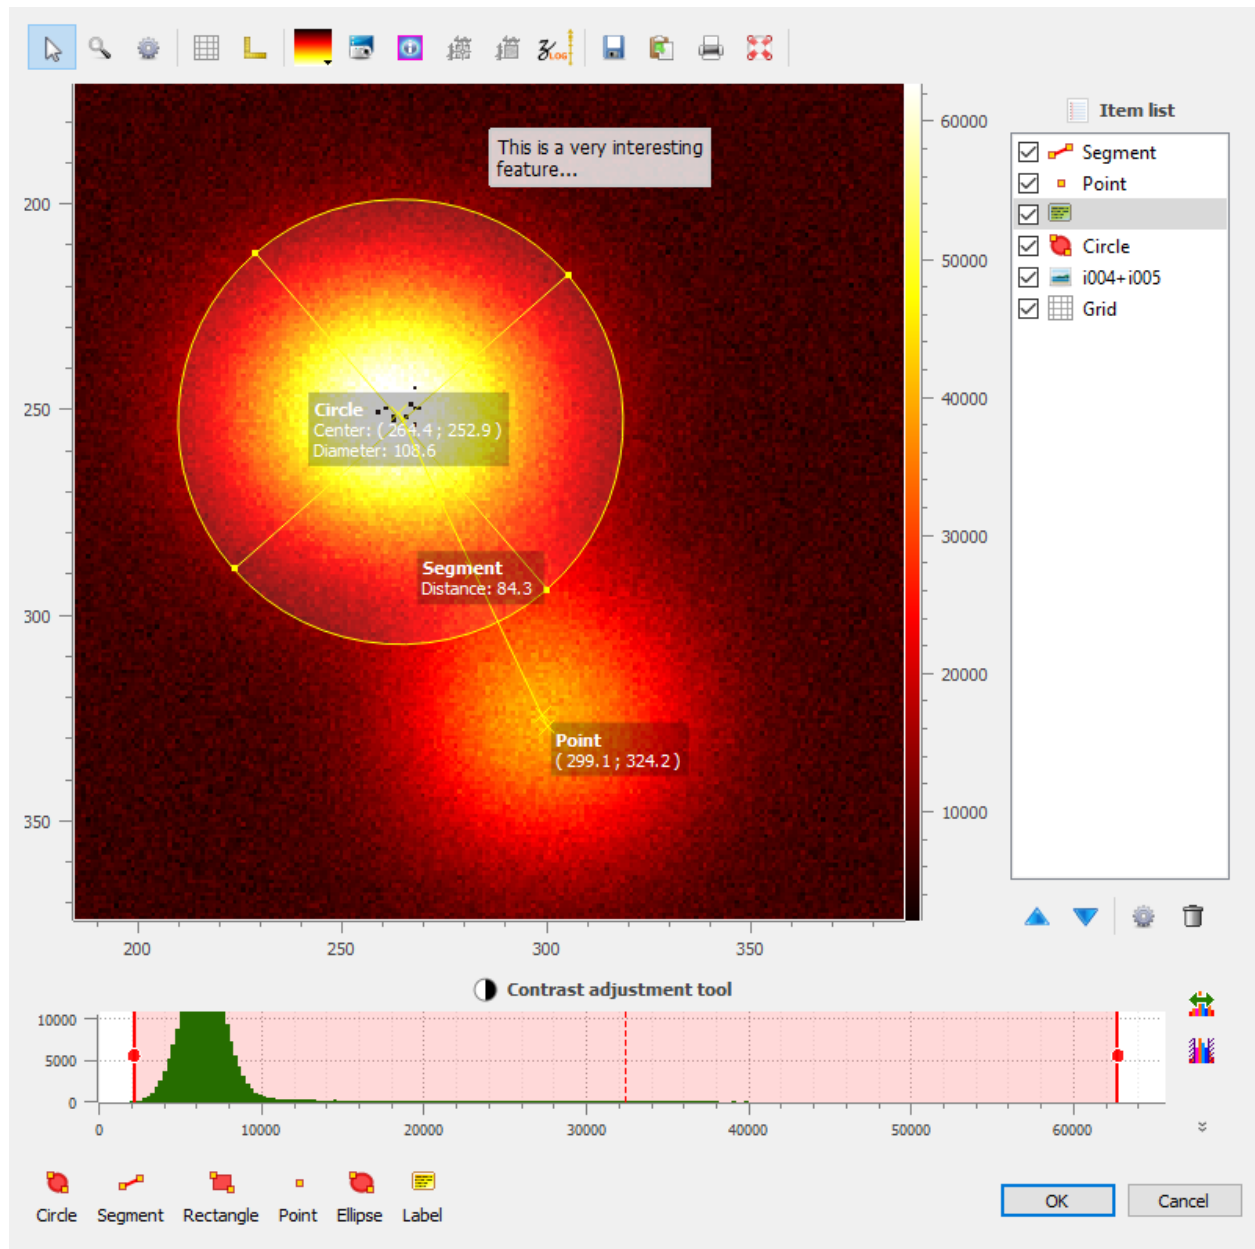 LOG
Item list
This is a very interesting
feature...
Segment
Point
Circle
i004+i005
Grid
60000
50000
40000
30000
20000
10000
200
250
300
350
Circle
Center: ( 264.4 ; 252.9 )
Diameter: 108.6
Segment
Distance: 84.3
Point
( 299.1 ; 324.2 )
200 250 300 350
Contrast adjustment tool
10000
5000
0
0 10000 20000 30000 40000 50000 60000
Circle Segment Rectangle Point Ellipse Label
OK Cancel